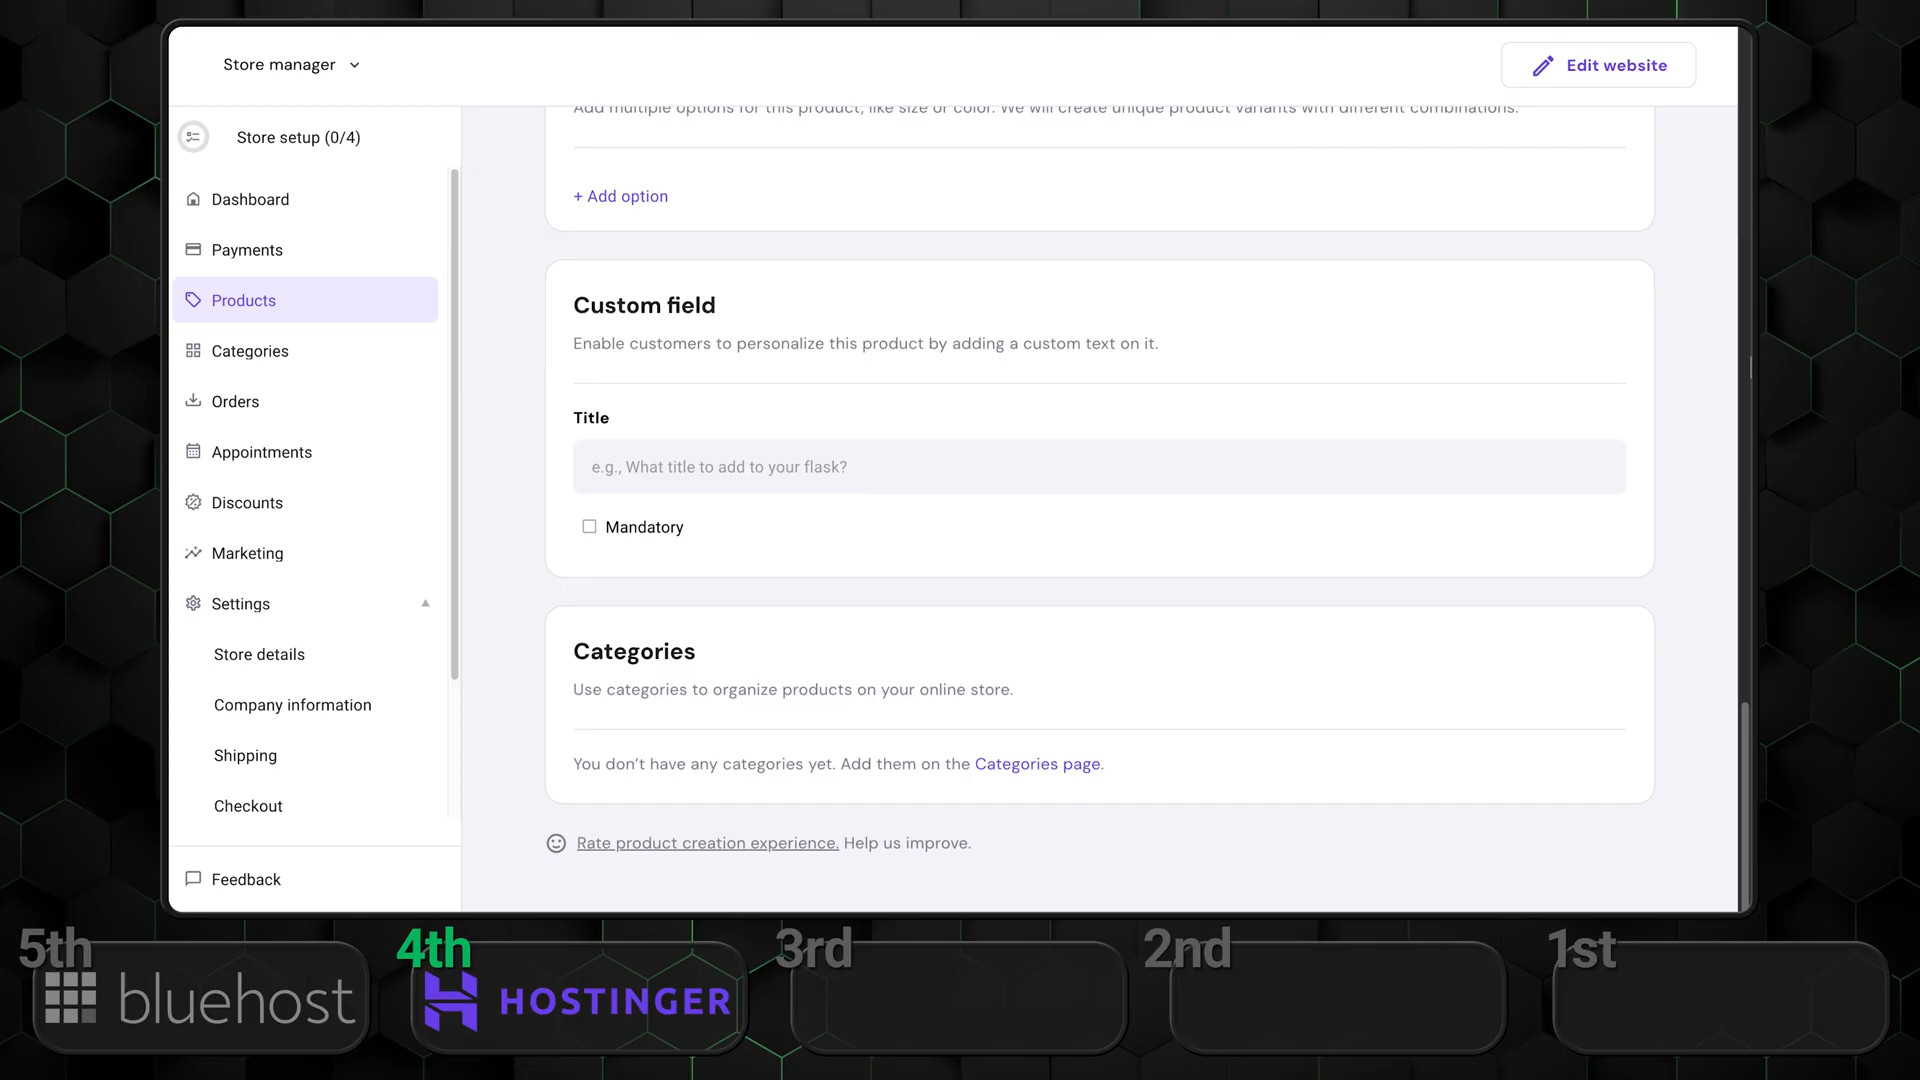 Store manager
Edit website
Store setup (0/4)
Dashboard
Payments
Products
Categories
Orders
Appointments
Discounts
Marketing
Settings
Store details
Company information
Shipping
Checkout
Feedback
Add multiple options for this product, like size or color. We will create unique product variants with different combinations.
+ Add option
Custom field
Enable customers to personalize this product by adding a custom text on it.
Title
e.g., What title to add to your flask?
Mandatory
Categories
Use categories to organize products on your online store.
You don't have any categories yet. Add them on the Categories page.
Rate product creation experience. Help us improve.
5th
bluehost
4th
HOSTINGER
3rd
2nd
1st